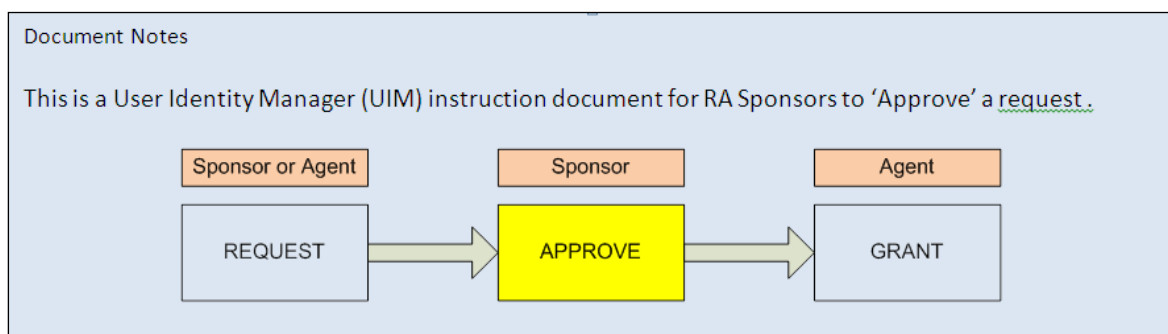 Document Notes
This is a User Identity Manager (UIM) instruction document for RA Sponsors to ‘Approve’ a request .
Sponsor or Agent Sponsor Agent
REQUEST APPROVE GRANT